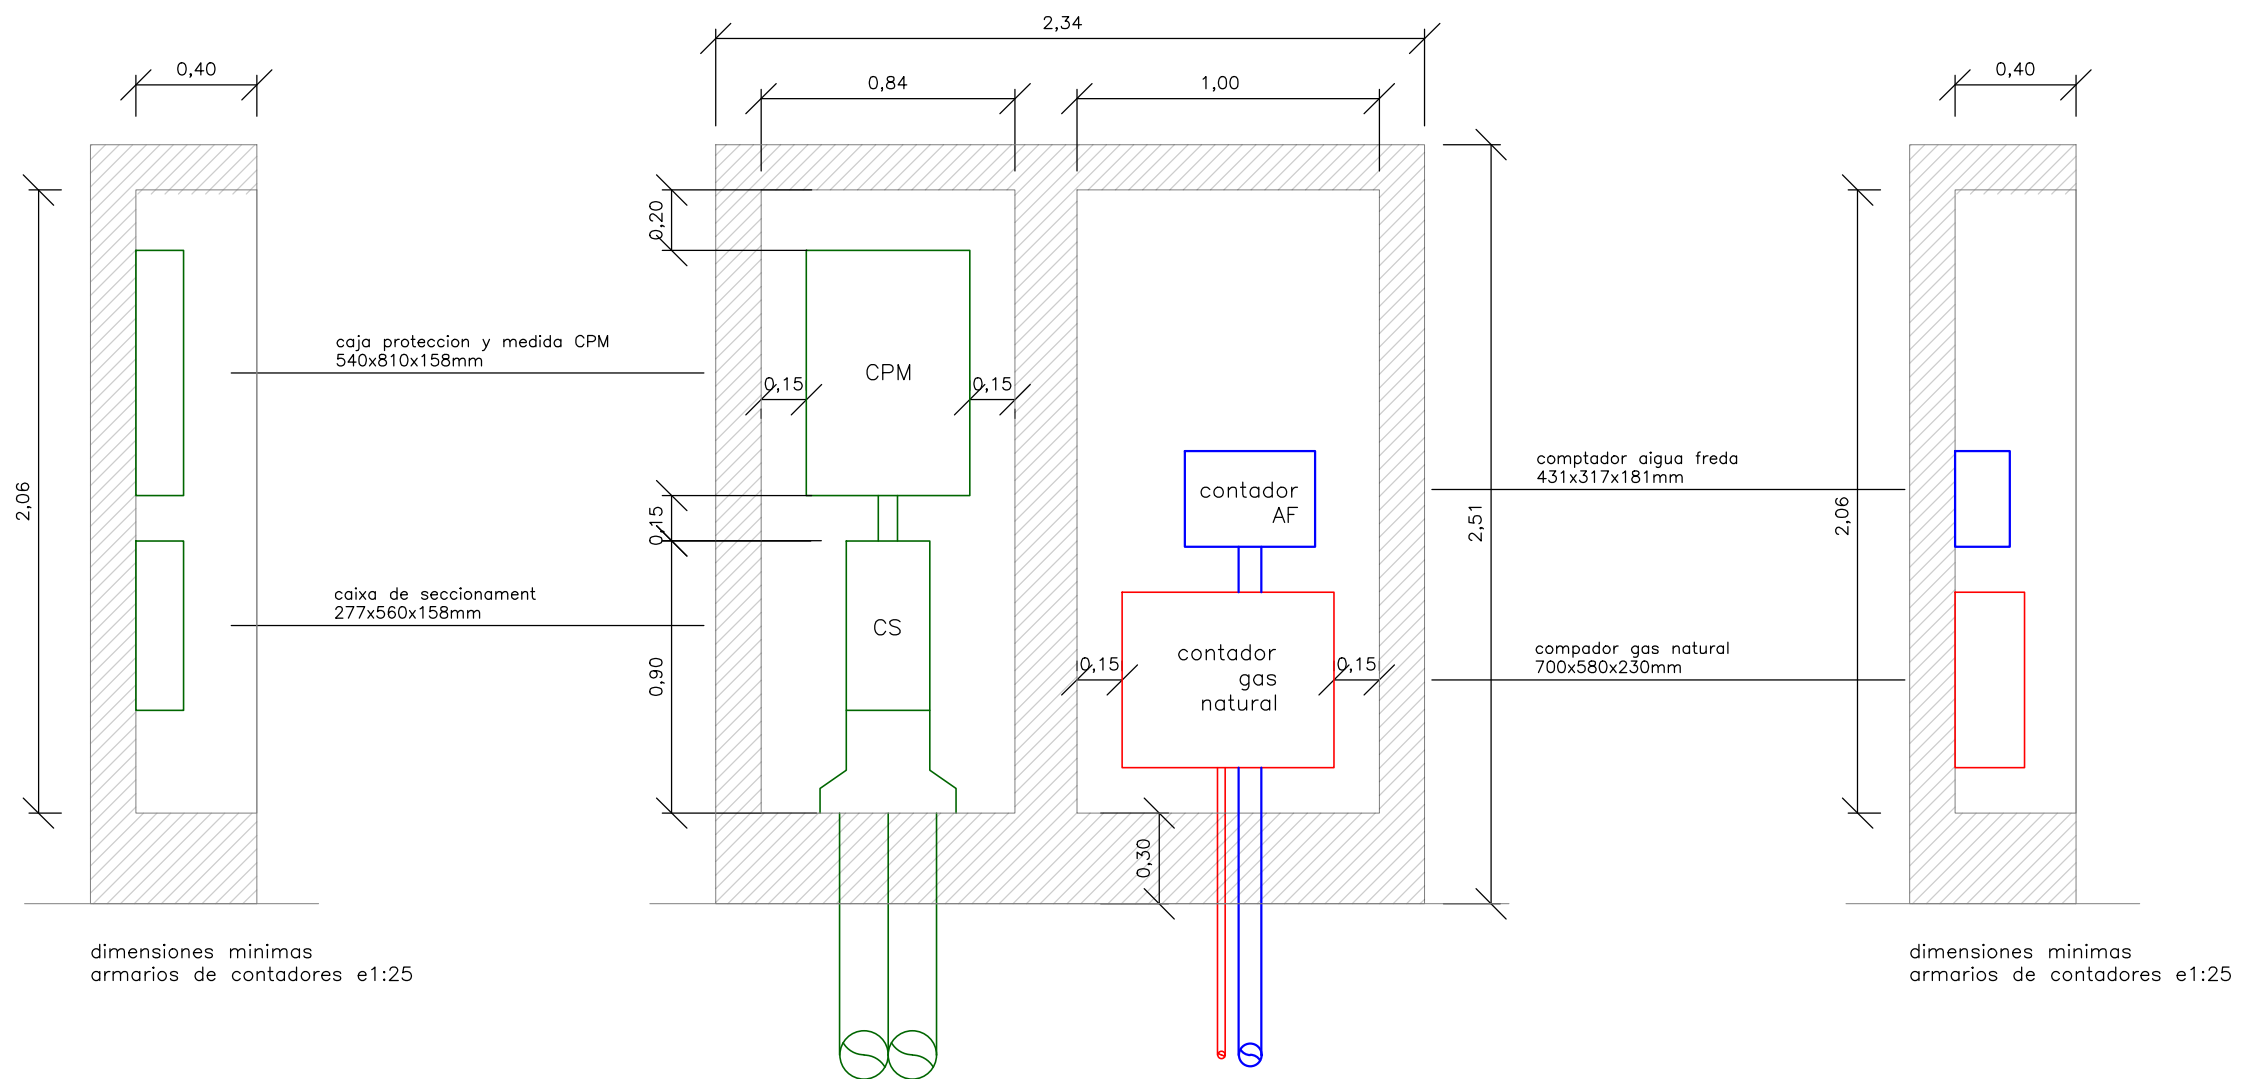 2,34
0,40
0,84
1,00
0,40
0,20
caja proteccion y medida CPM
540x810x158mm
CPM
0,15
0,15
comptador aigua freda
431x317x181mm
contador
AF
2,06
0,15
2,51
2,06
caixa de seccionament
277x560x158mm
CS
contador
gas
natural
0,15
0,15
compador gas natural
700x580x230mm
0,90
0,30
dimensiones minimas
armarios de contadores e1:25
dimensiones minimas
armarios de contadores e1:25